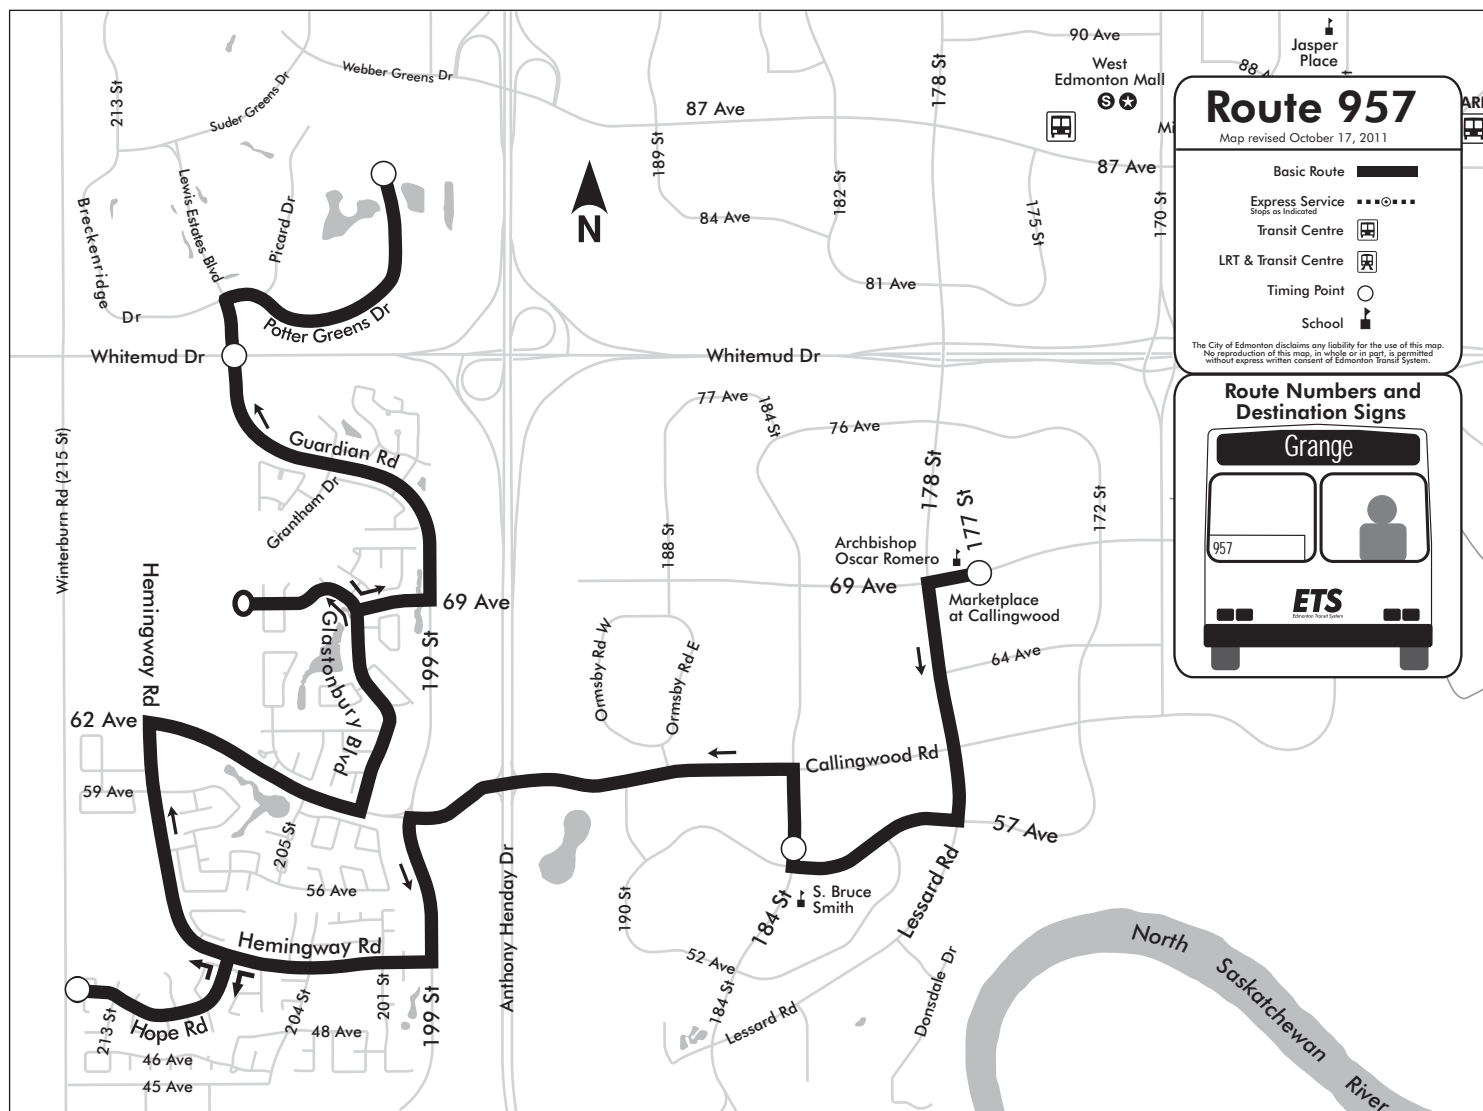 90 Ave
Jasper
Place
88 A
West
Edmonton Mall
S
Webber Greens Dr
213 St
Suder Greens Dr
178 St
87 Ave
189 St
Mi
87 Ave
182 St
170 St
175 St
Lewis Estates Blvd
Picard Dr
Breckenridge
Dr
84 Ave
N
81 Ave
Potter Greens Dr
Whitemud Dr
Whitemud Dr
77 Ave
184 St
76 Ave
Guardian Rd
Grantham Dr
Winterburn Rd (215 St)
178 St
177 St
172 St
188 St
Archbishop
Oscar Romero
69 Ave
Marketplace
at Callingwood
69 Ave
Hemingway Rd
Glastonbury Blvd
199 St
Ormsby Rd W
Ormsby Rd E
64 Ave
62 Ave
Callingwood Rd
59 Ave
57 Ave
205 St
56 Ave
Anthony Henday Dr
190 St
S. Bruce
Smith
184 St
Lessard Rd
Hemingway Rd
52 Ave
184 St
Lessard Rd
Donsdale Dr
213 St
Hope Rd
204 St
201 St
199 St
48 Ave
46 Ave
45 Ave
North
Saskatchewan
River
Route 957
Map revised October 17, 2011
Basic Route
Express Service
Stops as Indicated
Transit Centre
LRT & Transit Centre
Timing Point
School
The City of Edmonton disclaims any liability for the use of this map.
No reproduction of this map, in whole or in part, is permitted
without express written consent of Edmonton Transit System.
Route Numbers and
Destination Signs
Grange
957
ETS
Edmonton Transit System